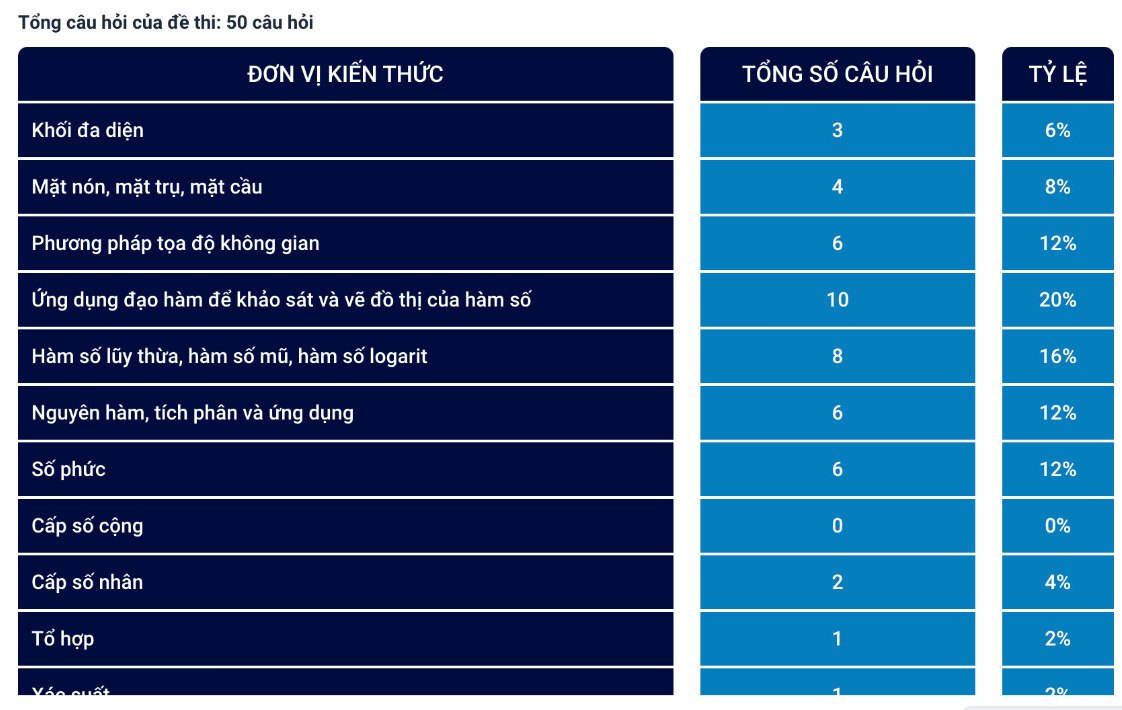 Tổng câu hỏi của đề thi: 50 câu hỏi
ĐƠN VỊ KIẾN THỨC TỔNG SỐ CÂU HỎI TỶ LỆ
Khối đa diện 3 6%
Mặt nón, mặt trụ, mặt cầu 4 8%
Phương pháp tọa độ không gian 6 12%
Ứng dụng đạo hàm để khảo sát và vẽ đồ thị của hàm số 10 20%
Hàm số lũy thừa, hàm số mũ, hàm số logarit 8 16%
Nguyên hàm, tích phân và ứng dụng 6 12%
Số phức 6 12%
Cấp số cộng 0 0%
Cấp số nhân 2 4%
Tổ hợp 1 2%
Xác suất 1 2%